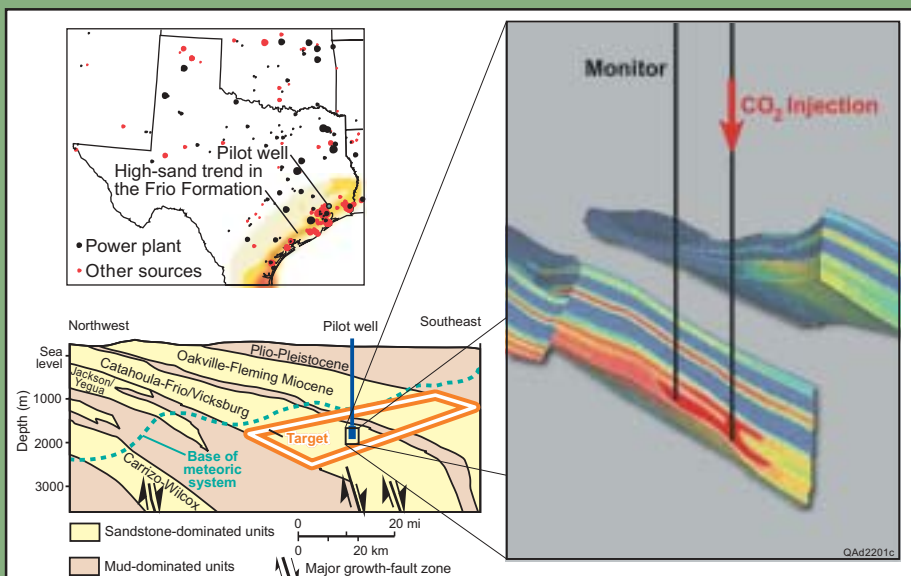 Pilot well
High-sand trend in
the Frio Formation
Power plant
Other sources
Monitor
CO₂ Injection
Northwest
Pilot well
Southeast
Sea
level
1000
2000
3000
Depth (m)
Plio-Pleistocene
Oakville-Fleming Miocene
Catahoula-Frio/Vicksburg
Jackson/
Yegua
Target
Base of
meteoric
system
Carrizo-Wilcox
Sandstone-dominated units
Mud-dominated units
0 20 mi
0 20 km
Major growth-fault zone
QAd2201c